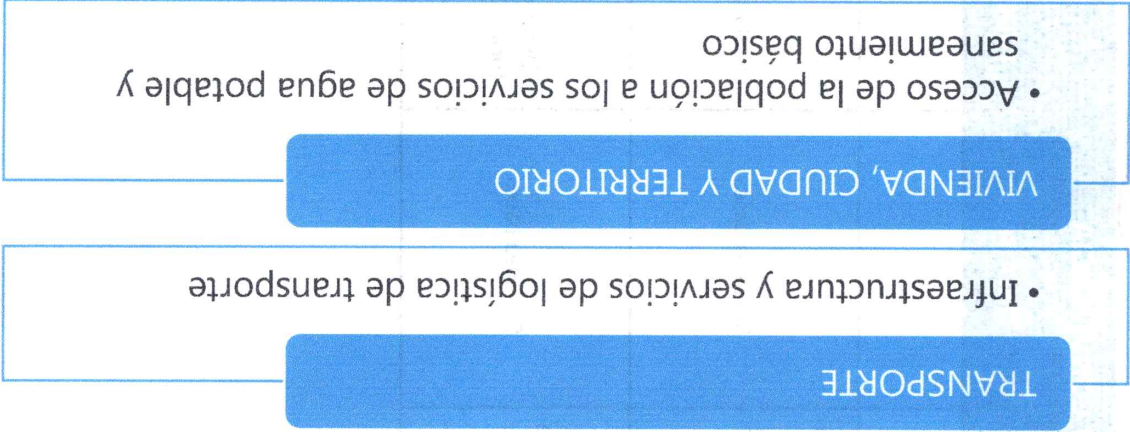 TRANSPORTE
• Infraestructura y servicios de logística de transporte
VIVIENDA, CIUDAD Y TERRITORIO
• Acceso de la población a los servicios de agua potable y
saneamiento básico